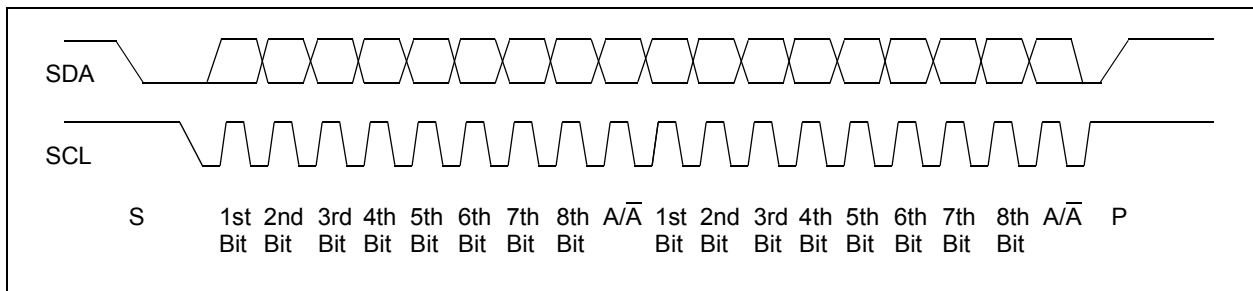 SDA
SCL
S 1st 2nd 3rd 4th 5th 6th 7th 8th A/A̅ 1st 2nd 3rd 4th 5th 6th 7th 8th A/A̅ P
Bit Bit Bit Bit Bit Bit Bit Bit Bit Bit Bit Bit Bit Bit Bit Bit